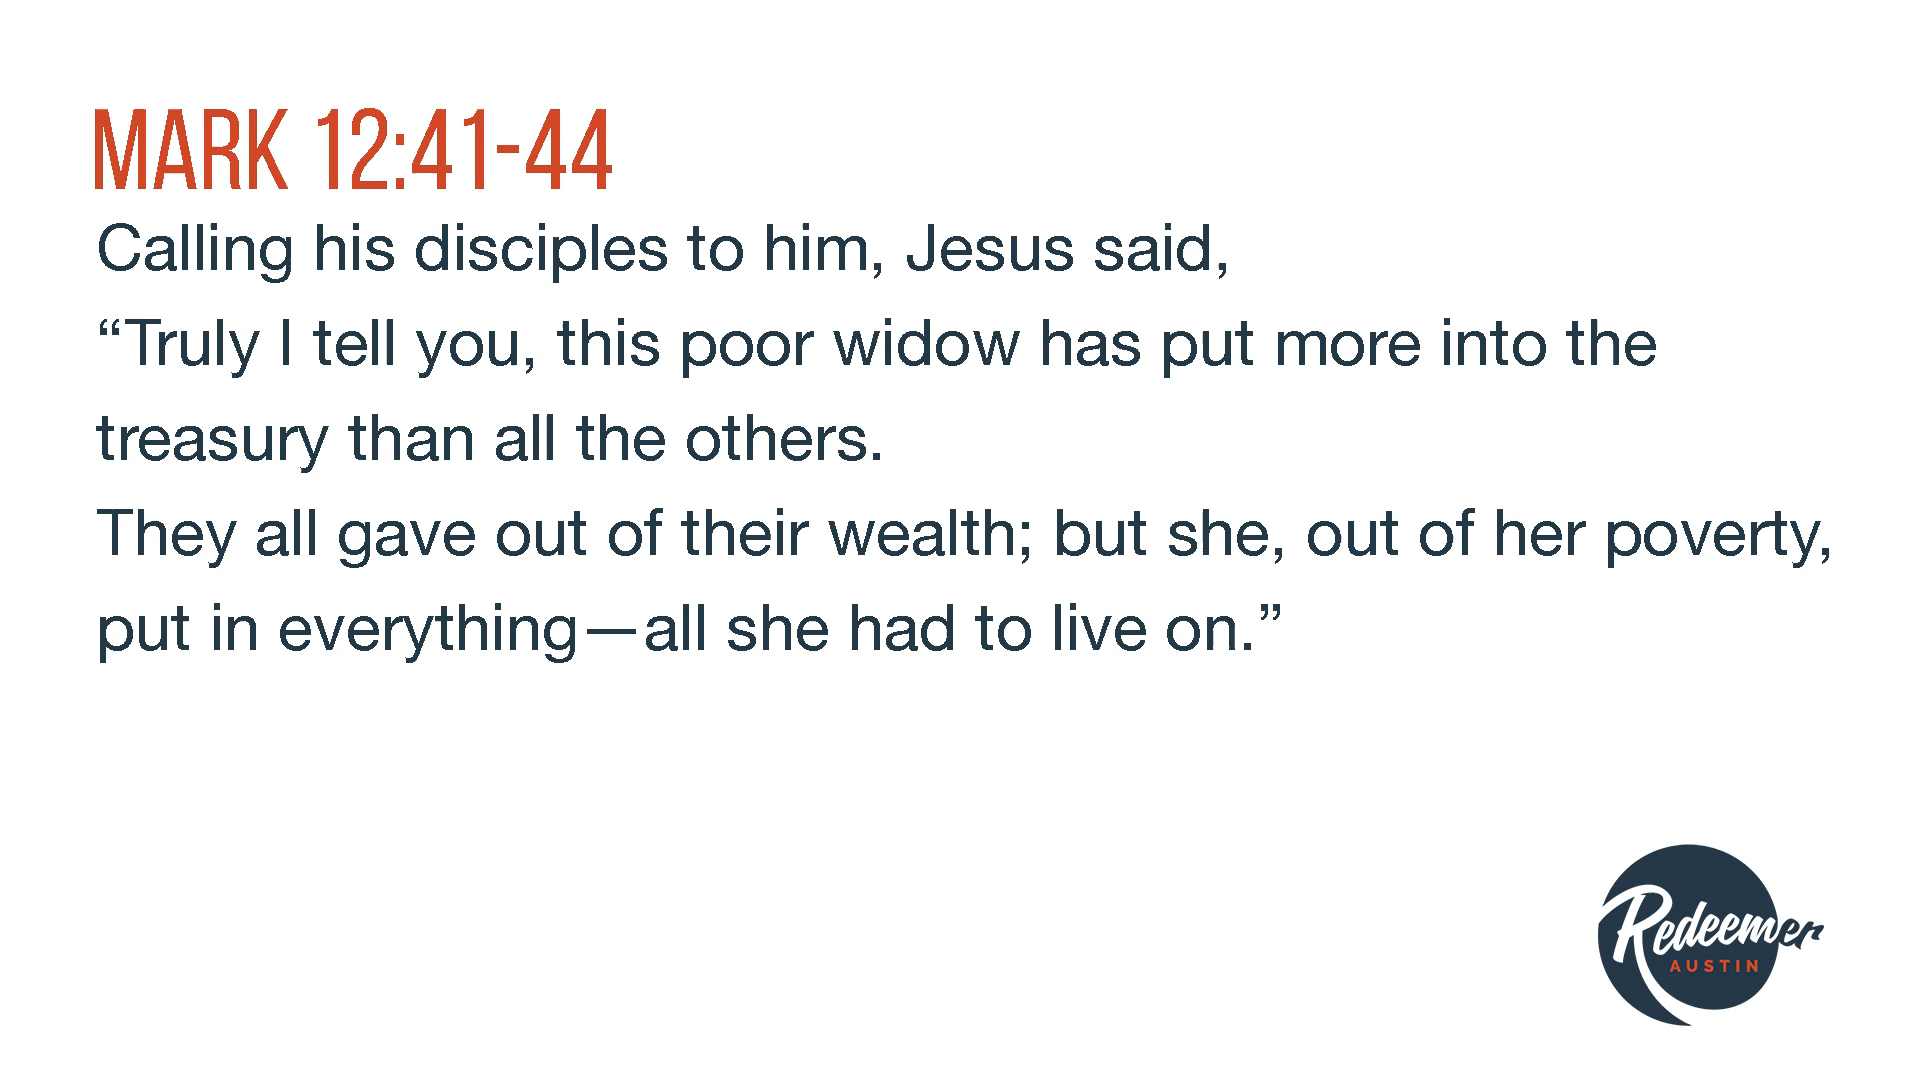 MARK 12:41-44
Calling his disciples to him, Jesus said,
“Truly I tell you, this poor widow has put more into the
treasury than all the others.
They all gave out of their wealth; but she, out of her poverty,
put in everything—all she had to live on.”
Redeemer
AUSTIN